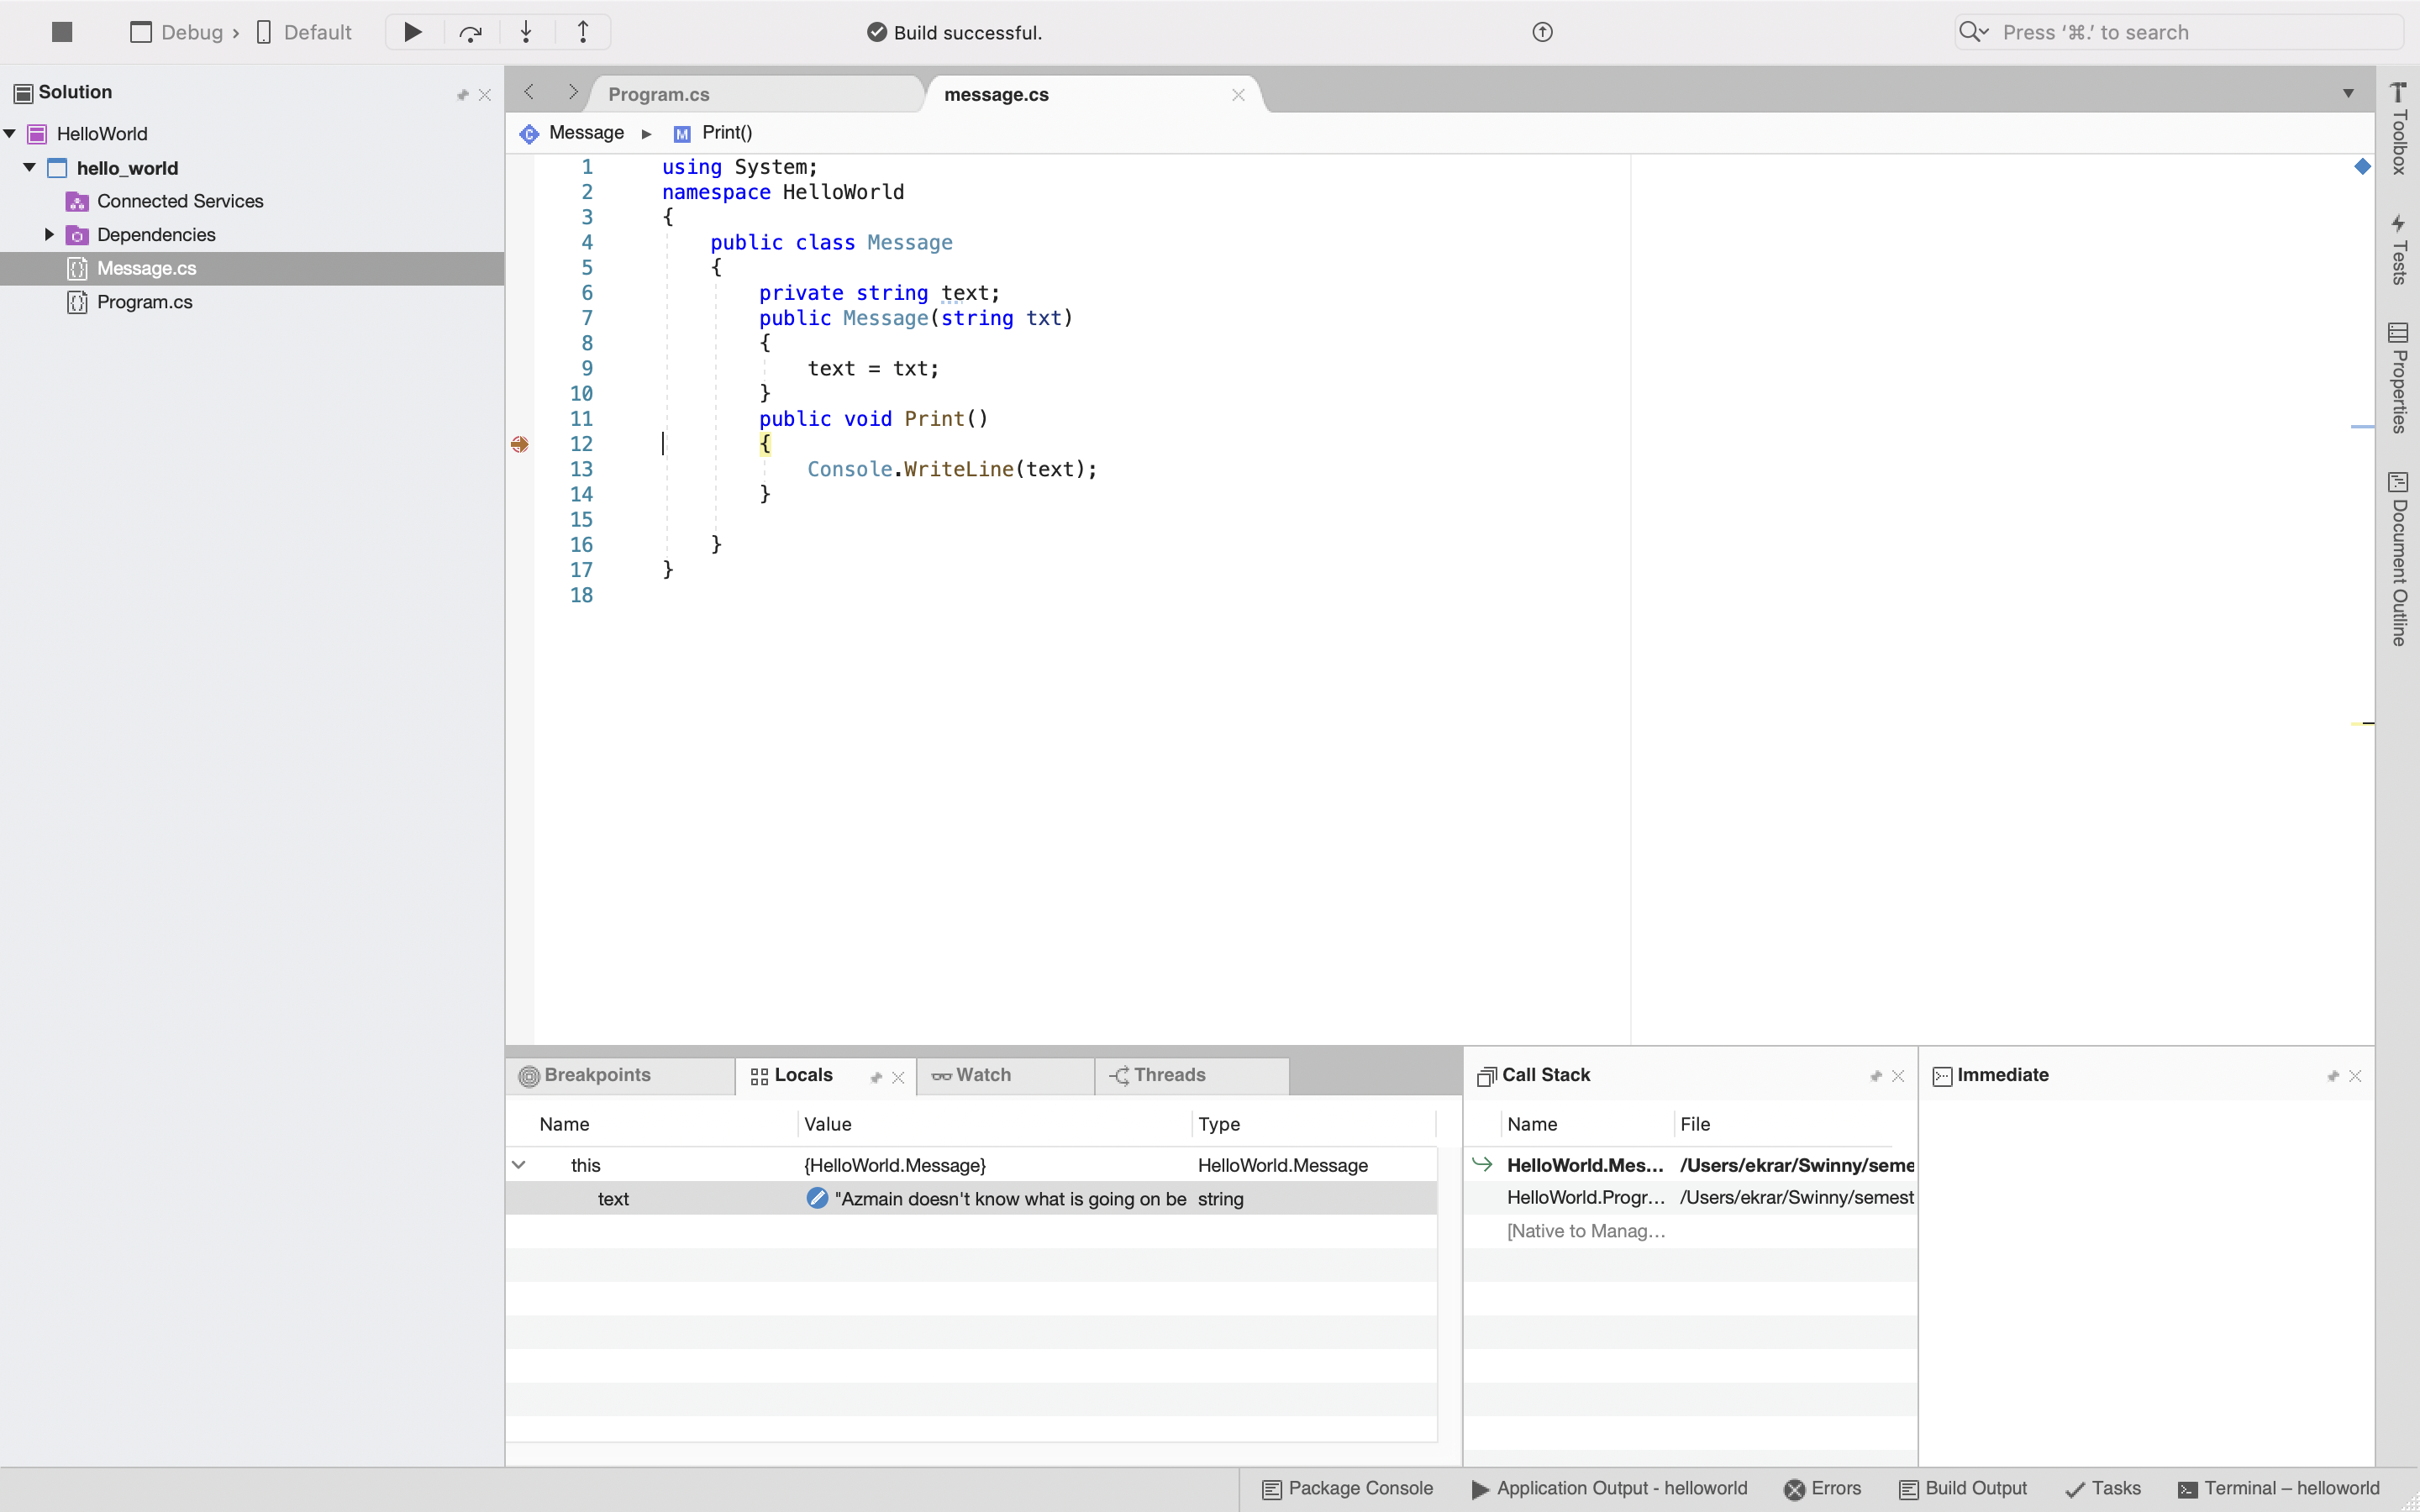 Debug › Default
Build successful.
Press ‘⌘.’ to search
Solution
HelloWorld
hello_world
Connected Services
Dependencies
Message.cs
Program.cs
Program.cs
message.cs
Message ▸ Print()
1 using System;
2 namespace HelloWorld
3 {
4 public class Message
5 {
6 private string text;
7 public Message(string txt)
8 {
9 text = txt;
10 }
11 public void Print()
12 {
13 Console.WriteLine(text);
14 }
15
16 }
17 }
18
Toolbox
Tests
Properties
Document Outline
Breakpoints
Locals
Watch
Threads
Name Value Type
this {HelloWorld.Message} HelloWorld.Message
text "Azmain doesn't know what is going on be string
Call Stack
Name File
HelloWorld.Mes... /Users/ekrar/Swinny/seme
HelloWorld.Progr... /Users/ekrar/Swinny/semest
[Native to Manag...
Immediate
Package Console
Application Output - helloworld
Errors
Build Output
Tasks
Terminal – helloworld